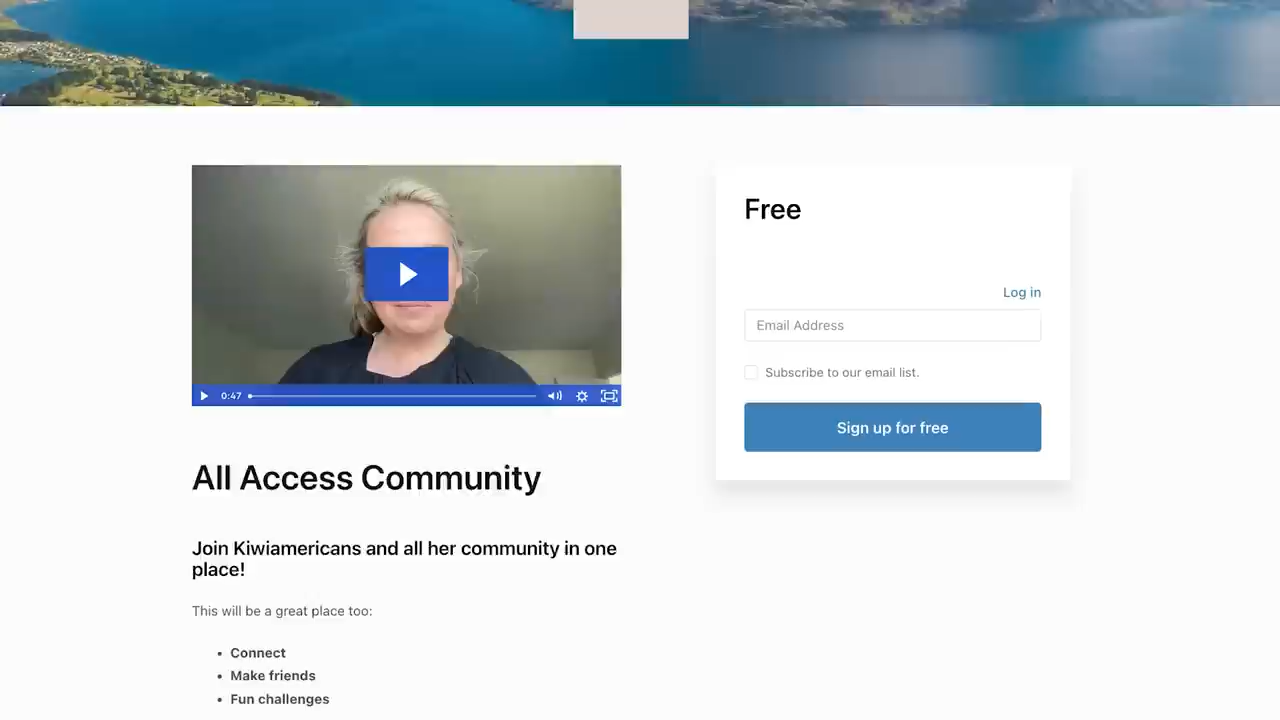 Free
Log in
Email Address
Subscribe to our email list.
Sign up for free
0:47
All Access Community
Join Kiwiamericans and all her community in one
place!
This will be a great place too:
• Connect
• Make friends
• Fun challenges